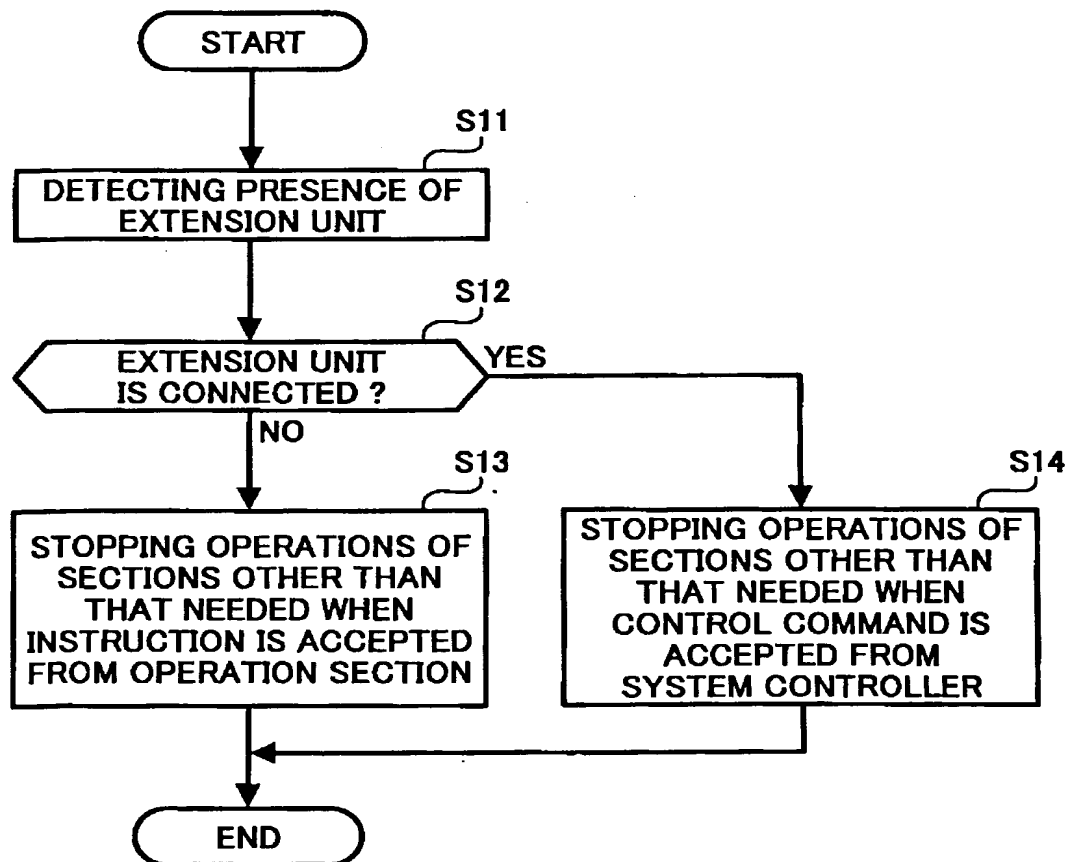 START
S11
DETECTING PRESENCE OF
EXTENSION UNIT
S12
EXTENSION UNIT
IS CONNECTED ?
YES
NO
S13
STOPPING OPERATIONS OF
SECTIONS OTHER THAN
THAT NEEDED WHEN
INSTRUCTION IS ACCEPTED
FROM OPERATION SECTION
S14
STOPPING OPERATIONS OF
SECTIONS OTHER THAN
THAT NEEDED WHEN
CONTROL COMMAND IS
ACCEPTED FROM
SYSTEM CONTROLLER
END